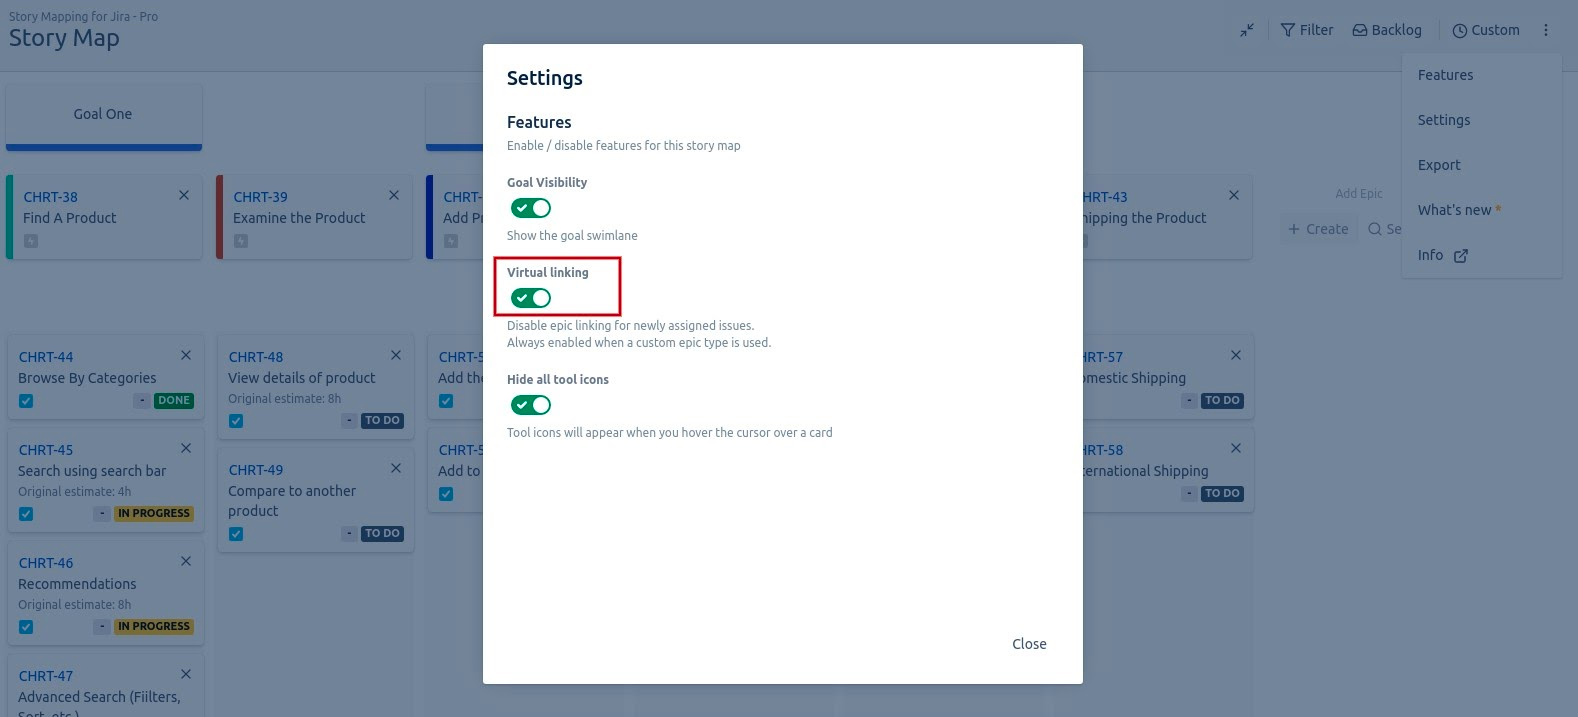 Story Mapping for Jira - Pro
Story Map
Filter
Backlog
Custom
Features
Settings
Export
What's new *
Info
Goal One
CHRT-38
Find A Product
CHRT-39
Examine the Product
CHRT-
Add P
HRT-43
hipping the Product
Add Epic
+ Create
Se
CHRT-44
Browse By Categories
- DONE
CHRT-45
Search using search bar
Original estimate: 4h
- IN PROGRESS
CHRT-46
Recommendations
Original estimate: 8h
- IN PROGRESS
CHRT-47
Advanced Search (Fiilters,
Sort, etc.)
CHRT-48
View details of product
Original estimate: 8h
- TO DO
CHRT-49
Compare to another
product
- TO DO
CHRT-5
Add the
CHRT-5
Add to
HRT-57
omestic Shipping
- TO DO
HRT-58
ternational Shipping
- TO DO
Settings
Features
Enable / disable features for this story map
Goal Visibility
Show the goal swimlane
Virtual linking
Disable epic linking for newly assigned issues.
Always enabled when a custom epic type is used.
Hide all tool icons
Tool icons will appear when you hover the cursor over a card
Close